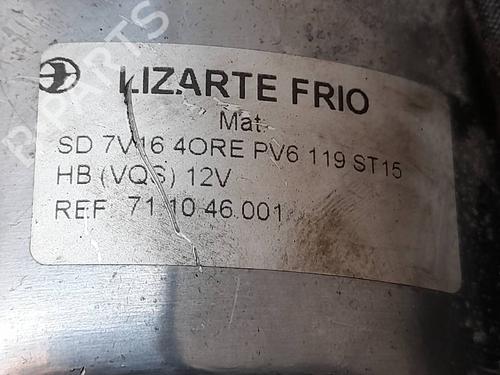 LIZARTE FRIO
Mat.
SD 7V16 4ORE PV6 119 ST15
HB (VQS) 12V
REF. 71.10.46.001